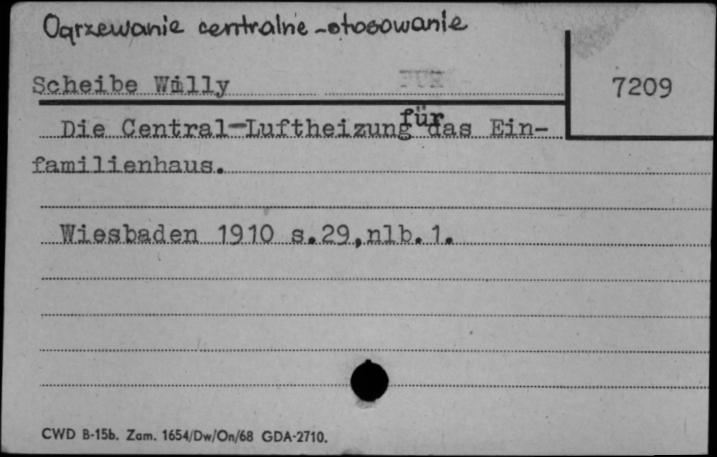 Ogrzewanie centralne - stosowanie
Scheibe Willy
7209
Die Central-Luftheizung für das Ein-
familienhaus.
Wiesbaden 1910 s.29,nlb.1.
CWD B-15b. Zam. 1654/Dw/On/68 GDA-2710.